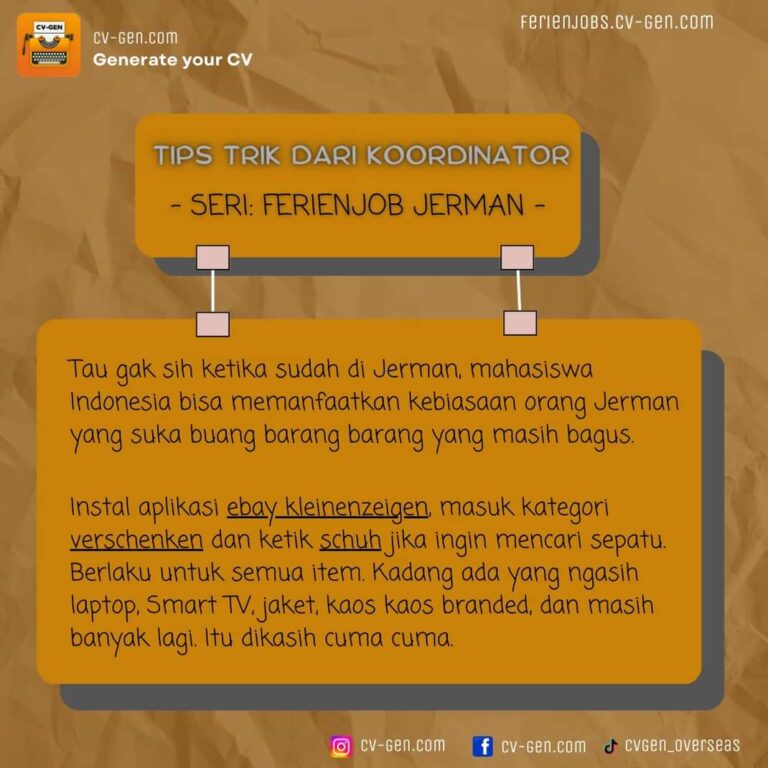 CV-GEN
CV-GEN.COM
Generate your CV
FERIENJOBS.CV-GEN.COM
TIPS TRIK DARI KOORDINATOR
- SERI: FERIENJOB JERMAN -
Tau gak sih ketika sudah di Jerman, mahasiswa
Indonesia bisa memanfaatkan kebiasaan orang Jerman
yang suka buang barang barang yang masih bagus.
Instal aplikasi ebay kleinenzeigen, masuk kategori
verschenken dan ketik schuh jika ingin mencari sepatu.
Berlaku untuk semua item. Kadang ada yang ngasih
laptop, Smart TV, jaket, kaos kaos branded, dan masih
banyak lagi. Itu dikasih cuma cuma.
CV-GEN.COM
CV-GEN.COM
CVGEN_OVERSEAS